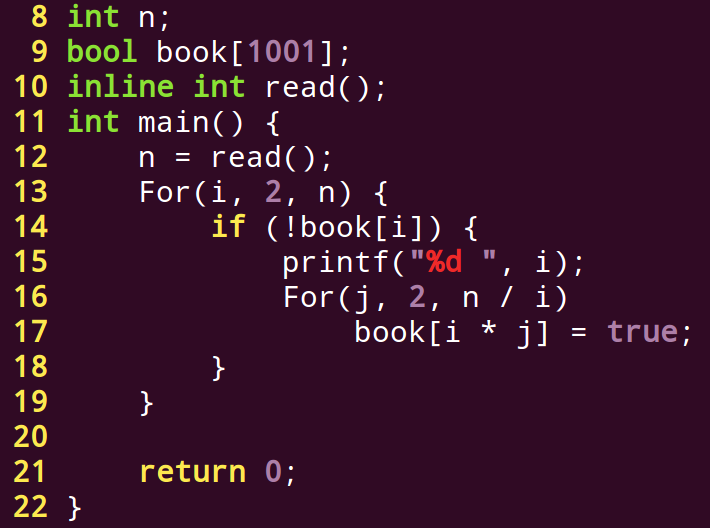 8 int n;
9 bool book[1001];
10 inline int read();
11 int main() {
12     n = read();
13     For(i, 2, n) {
14         if (!book[i]) {
15             printf("%d ", i);
16             For(j, 2, n / i)
17                 book[i * j] = true;
18         }
19     }
20
21     return 0;
22 }